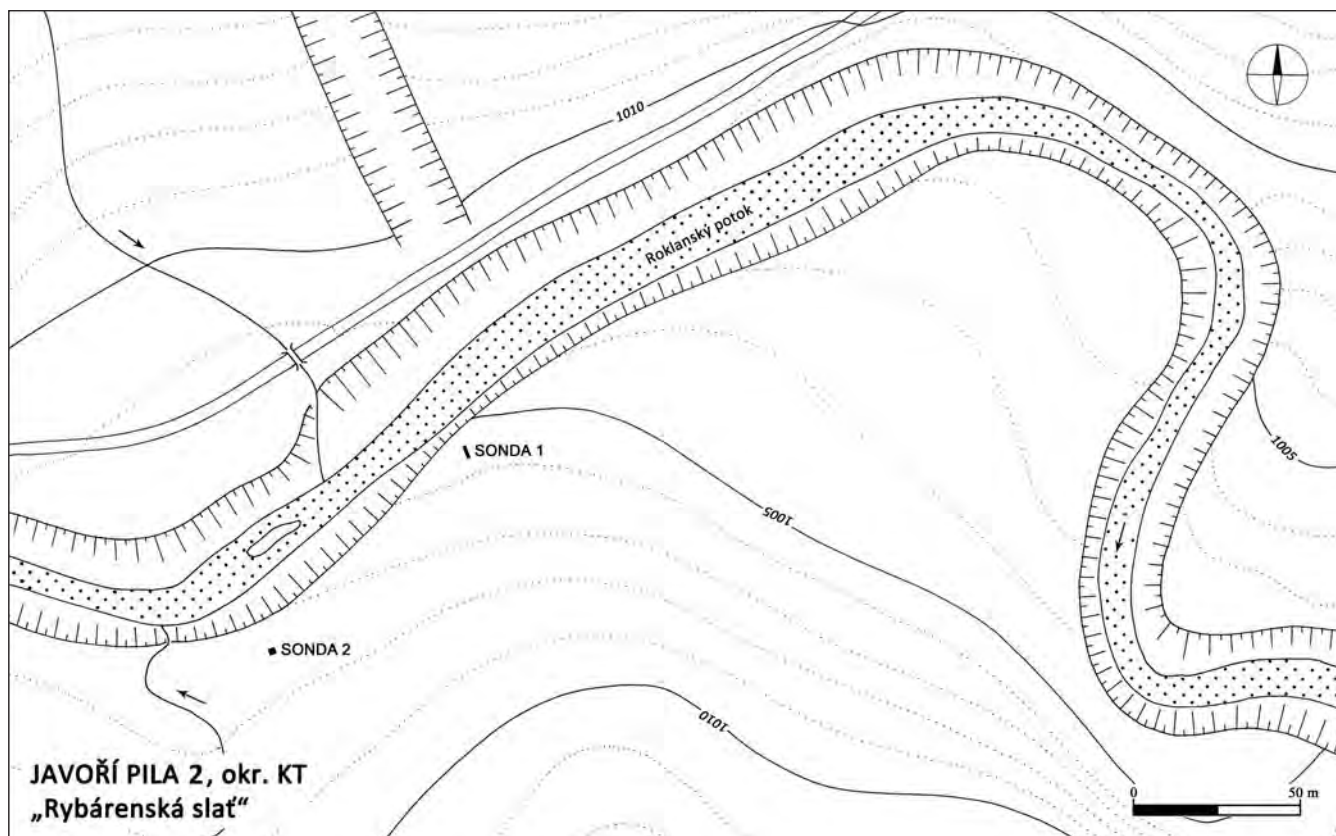 1010
Roklanský potok
1005
SONDA 1
1005
SONDA 2
1010
JAVOŘÍ PILA 2, okr. KT
„Rybárenská slať“
0 50 m